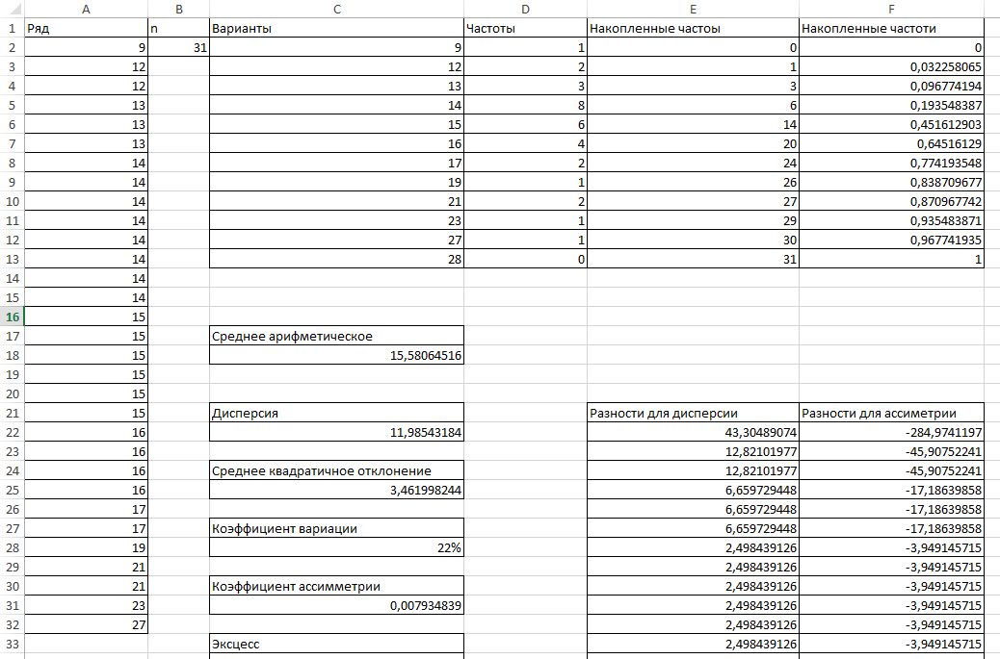 A B C D E F
1 Ряд n Варианты Частоты Накопленные частоы Накопленные частоти
2 9 31 9 1 0 0
3 12 12 2 1 0,032258065
4 12 13 3 3 0,096774194
5 13 14 8 6 0,193548387
6 13 15 6 14 0,451612903
7 13 16 4 20 0,64516129
8 14 17 2 24 0,774193548
9 14 19 1 26 0,838709677
10 14 21 2 27 0,870967742
11 14 23 1 29 0,935483871
12 14 27 1 30 0,967741935
13 14 28 0 31 1
14 14
15 14
16 15
17 15 Среднее арифметическое
18 15 15,58064516
19 15
20 15
21 15 Дисперсия Разности для дисперсии Разности для ассиметрии
22 16 11,98543184 43,30489074 -284,9741197
23 16 12,82101977 -45,90752241
24 16 Среднее квадратичное отклонение 12,82101977 -45,90752241
25 16 3,461998244 6,659729448 -17,18639858
26 17 6,659729448 -17,18639858
27 17 Коэффициент вариации 6,659729448 -17,18639858
28 19 22% 2,498439126 -3,949145715
29 21 2,498439126 -3,949145715
30 21 Коэффициент ассимметрии 2,498439126 -3,949145715
31 23 0,007934839 2,498439126 -3,949145715
32 27 2,498439126 -3,949145715
33 Эксцесс 2,498439126 -3,949145715